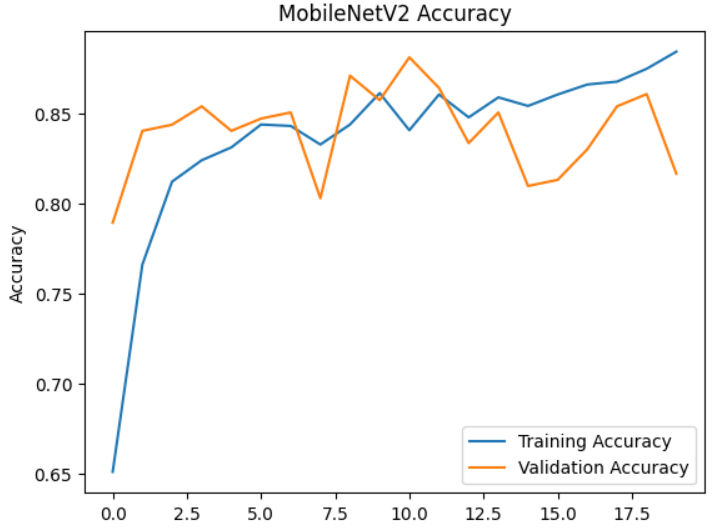 MobileNetV2 Accuracy
Accuracy
0.85
0.80
0.75
0.70
0.65
Training Accuracy
Validation Accuracy
0.0 2.5 5.0 7.5 10.0 12.5 15.0 17.5